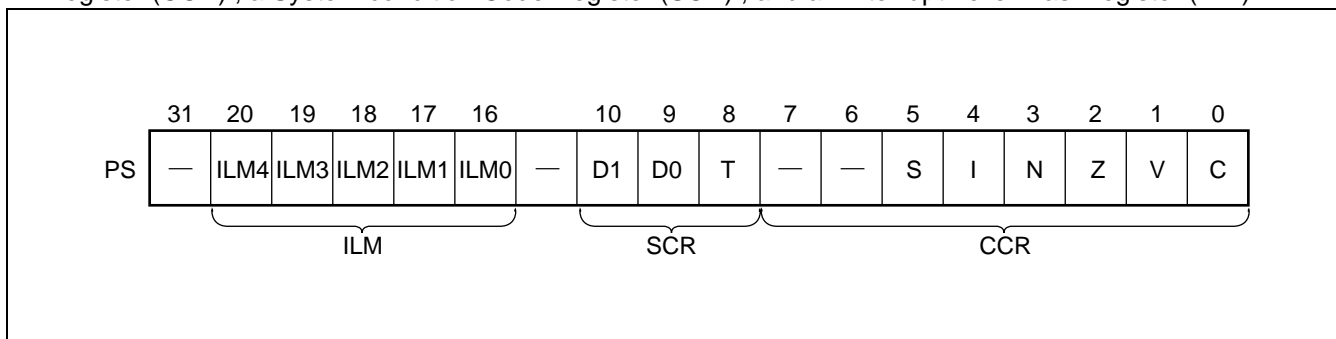 31 20 19 18 17 16 10 9 8 7 6 5 4 3 2 1 0
PS — ILM4 ILM3 ILM2 ILM1 ILM0 — D1 D0 T — — S I N Z V C
ILM SCR CCR